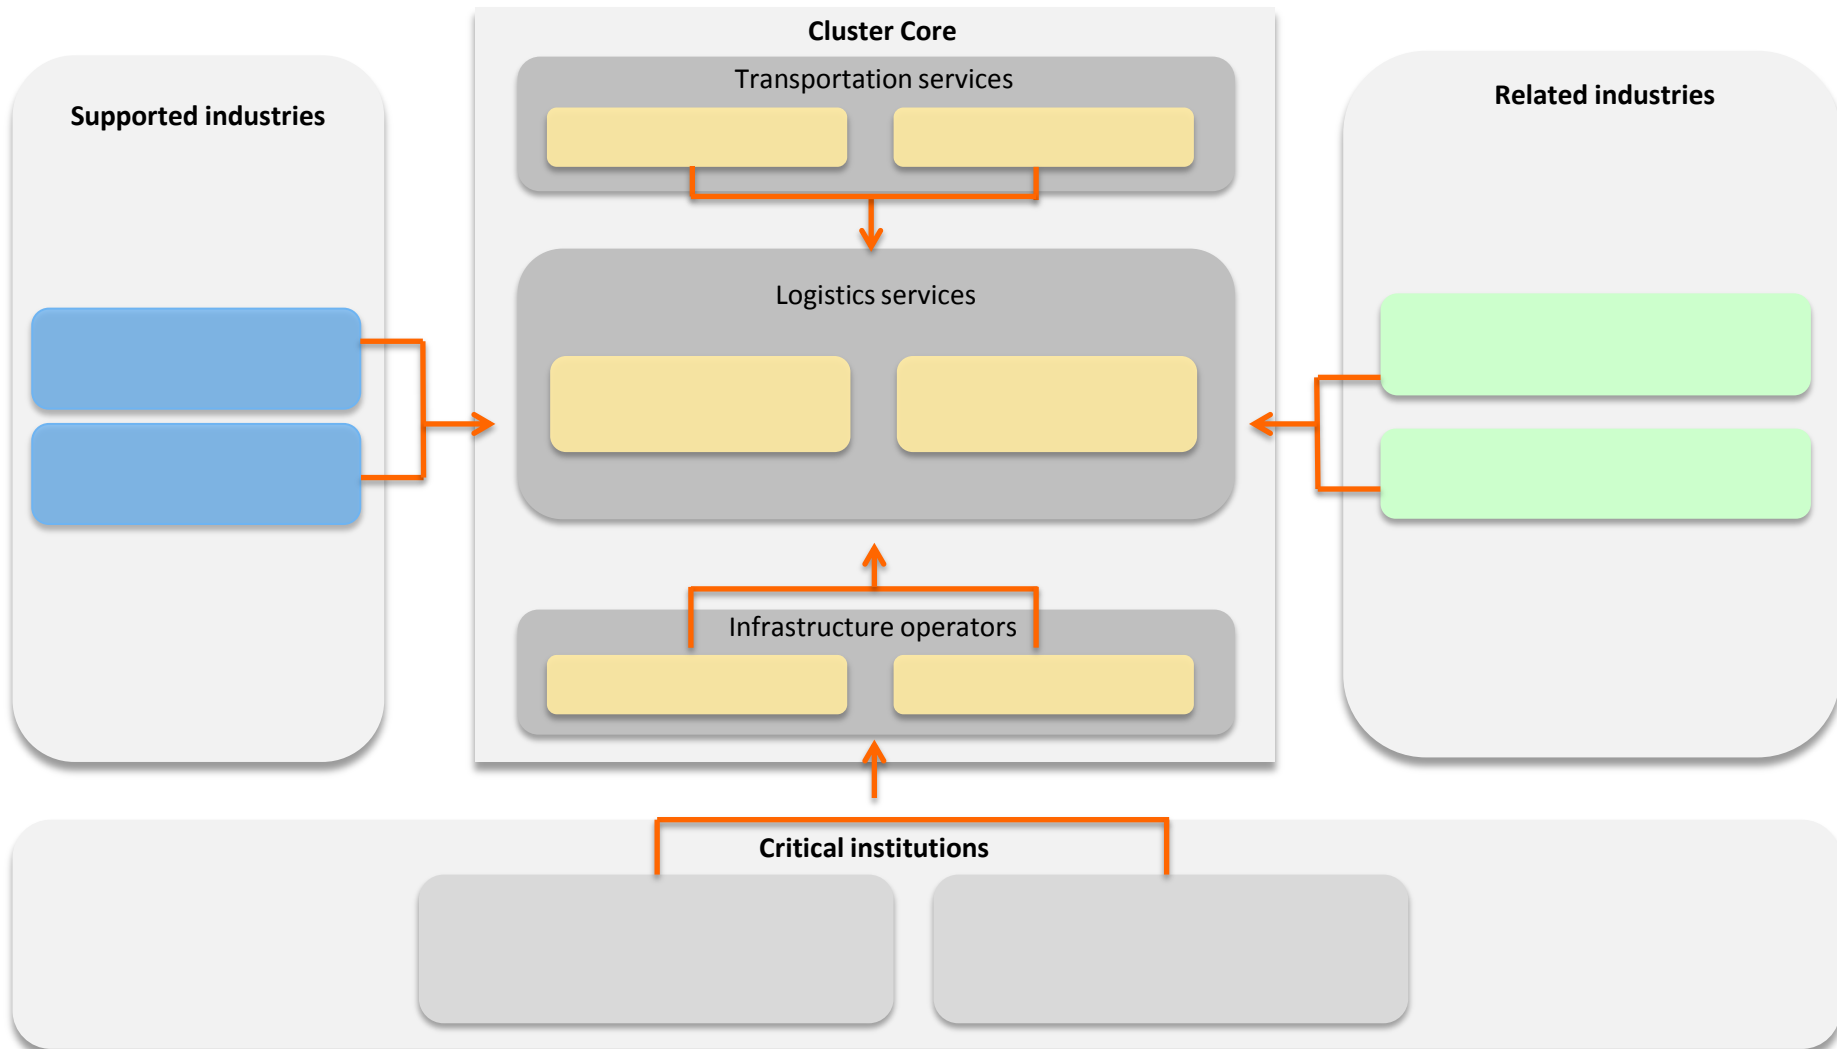 Cluster Core
Transportation services
Supported industries
Related industries
Logistics services
Infrastructure operators
Critical institutions